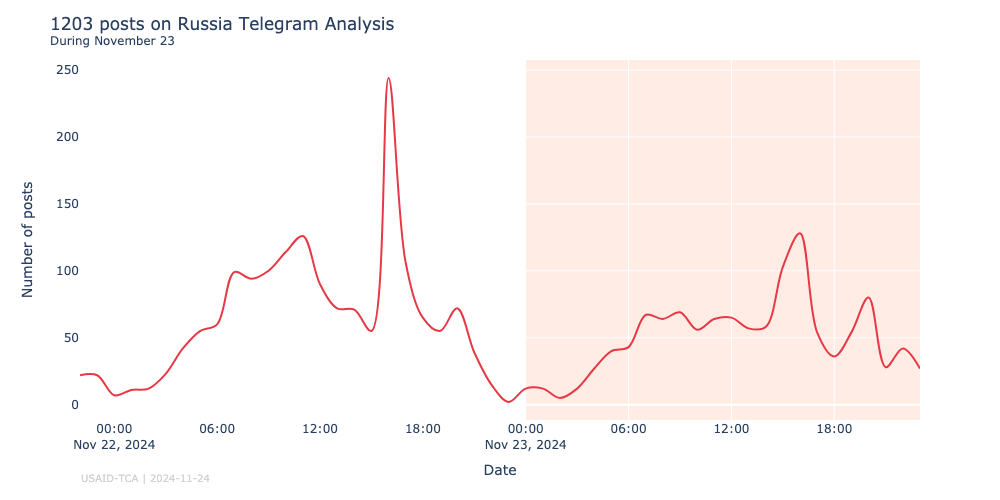 1203 posts on Russia Telegram Analysis
During November 23
250
200
150
100
50
0
Number of posts
00:00 06:00 12:00 18:00 00:00 06:00 12:00 18:00
Nov 22, 2024 Nov 23, 2024
Date
USAID-TCA | 2024-11-24